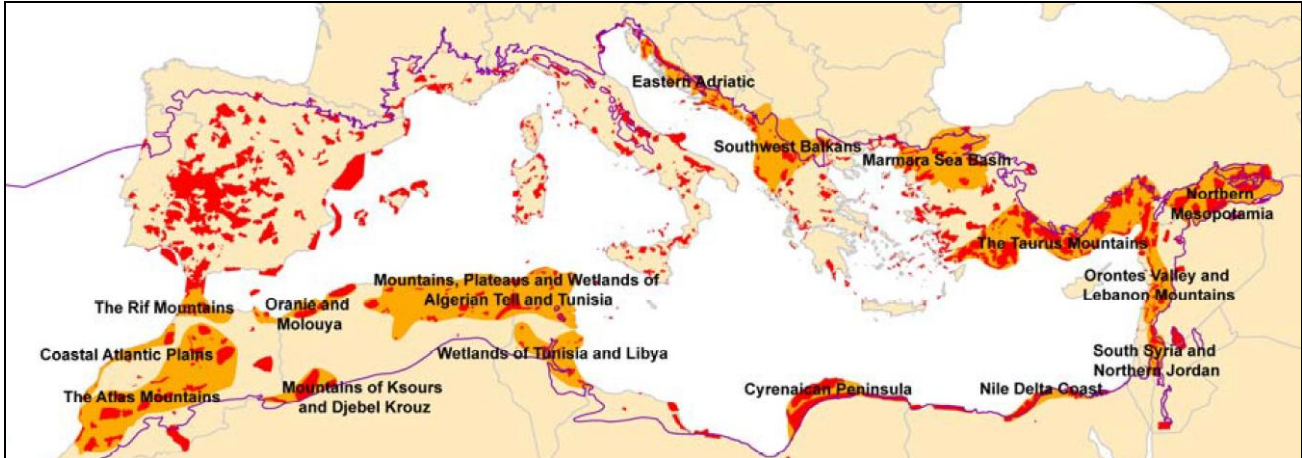 Eastern Adriatic
Southwest Balkans
Marmara Sea Basin
Northern
Mesopotamia
The Taurus Mountains
Mountains, Plateaus and Wetlands of
Algerian Tell and Tunisia
Orontes Valley and
Lebanon Mountains
The Rif Mountains
Oranie and
Molouya
Coastal Atlantic Plains
Wetlands of Tunisia and Libya
South Syria and
Northern Jordan
The Atlas Mountains
Mountains of Ksours
and Djebel Krouz
Cyrenaican Peninsula
Nile Delta Coast